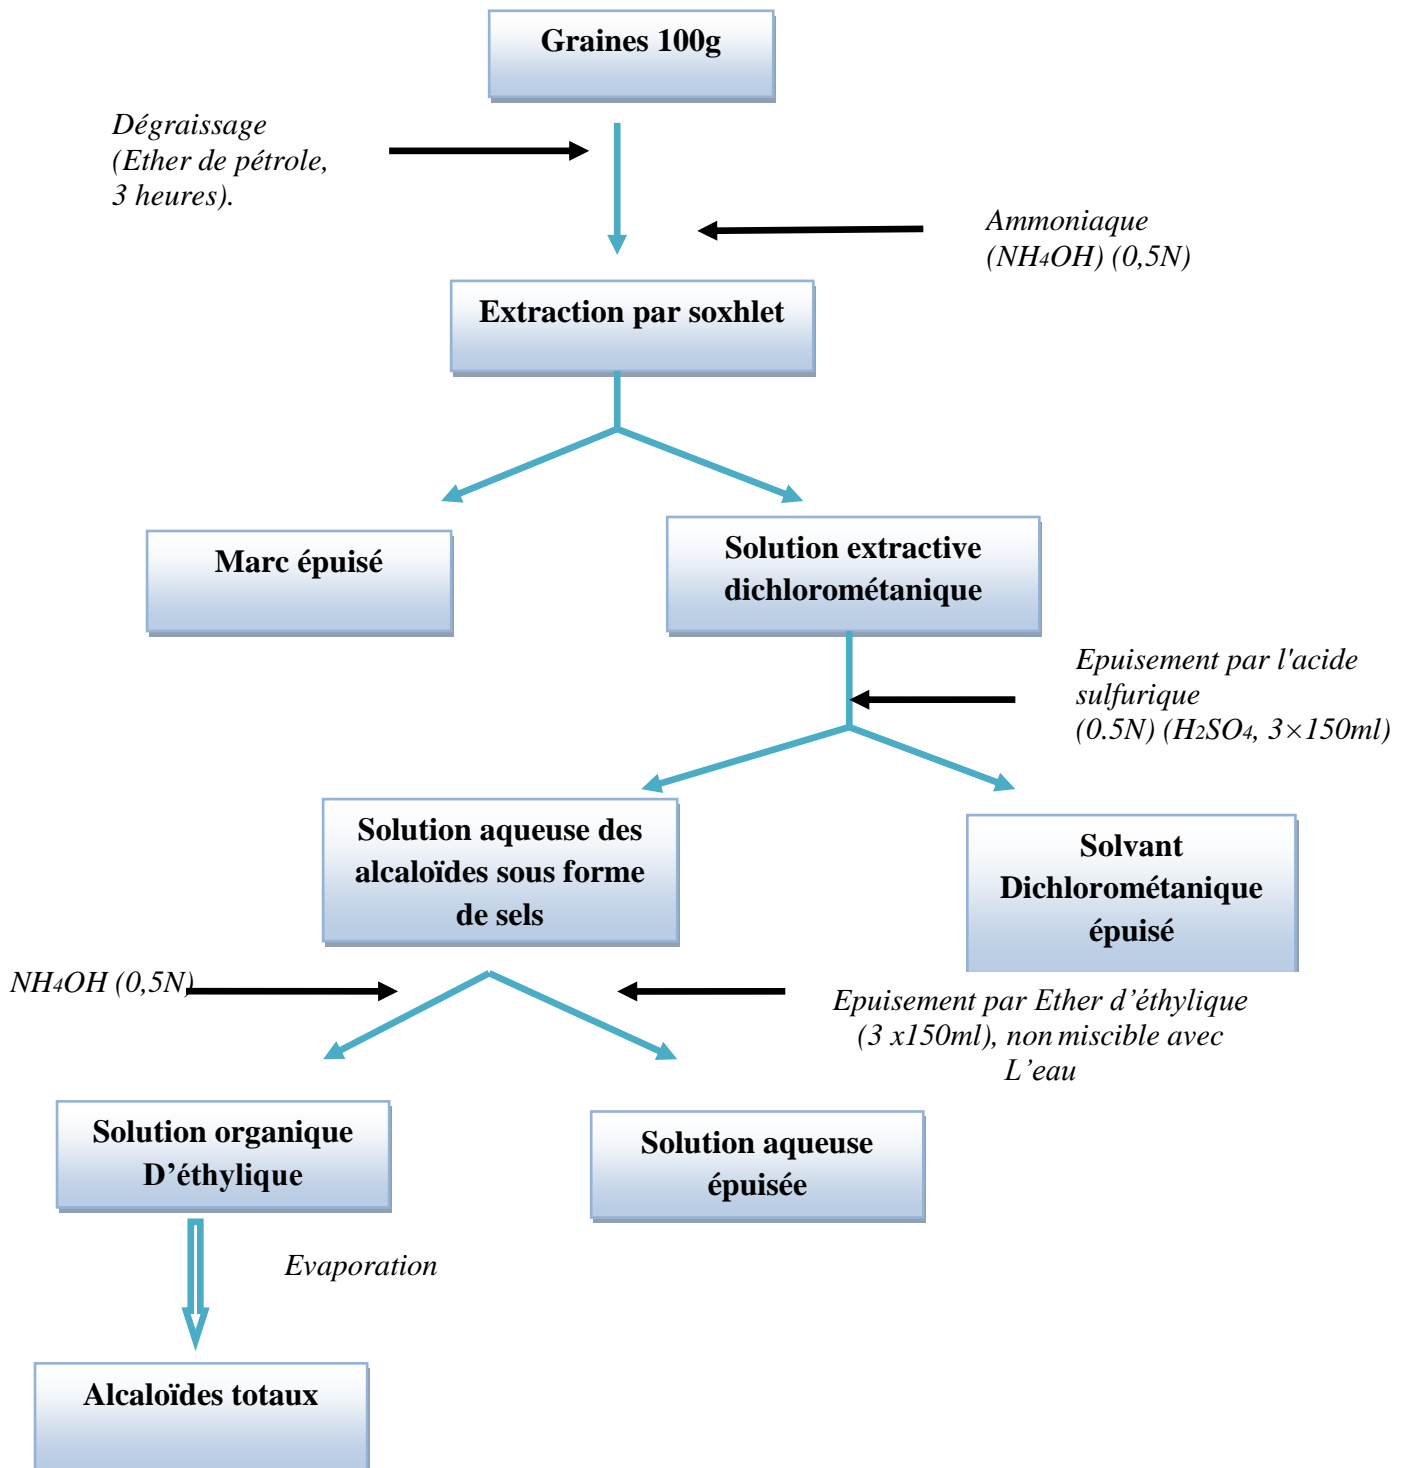 Graines 100g
Dégraissage
(Ether de pétrole,
3 heures).
Ammoniaque
(NH4OH) (0,5N)
Extraction par soxhlet
Marc épuisé
Solution extractive
dichlorométanique
Epuisement par l'acide
sulfurique
(0.5N) (H2SO4, 3×150ml)
Solution aqueuse des
alcaloïdes sous forme
de sels
Solvant
Dichlorométanique
épuisé
NH4OH (0,5N)
Epuisement par Ether d’éthylique
(3 x150ml), non miscible avec
L’eau
Solution organique
D’éthylique
Solution aqueuse
épuisée
Evaporation
Alcaloïdes totaux